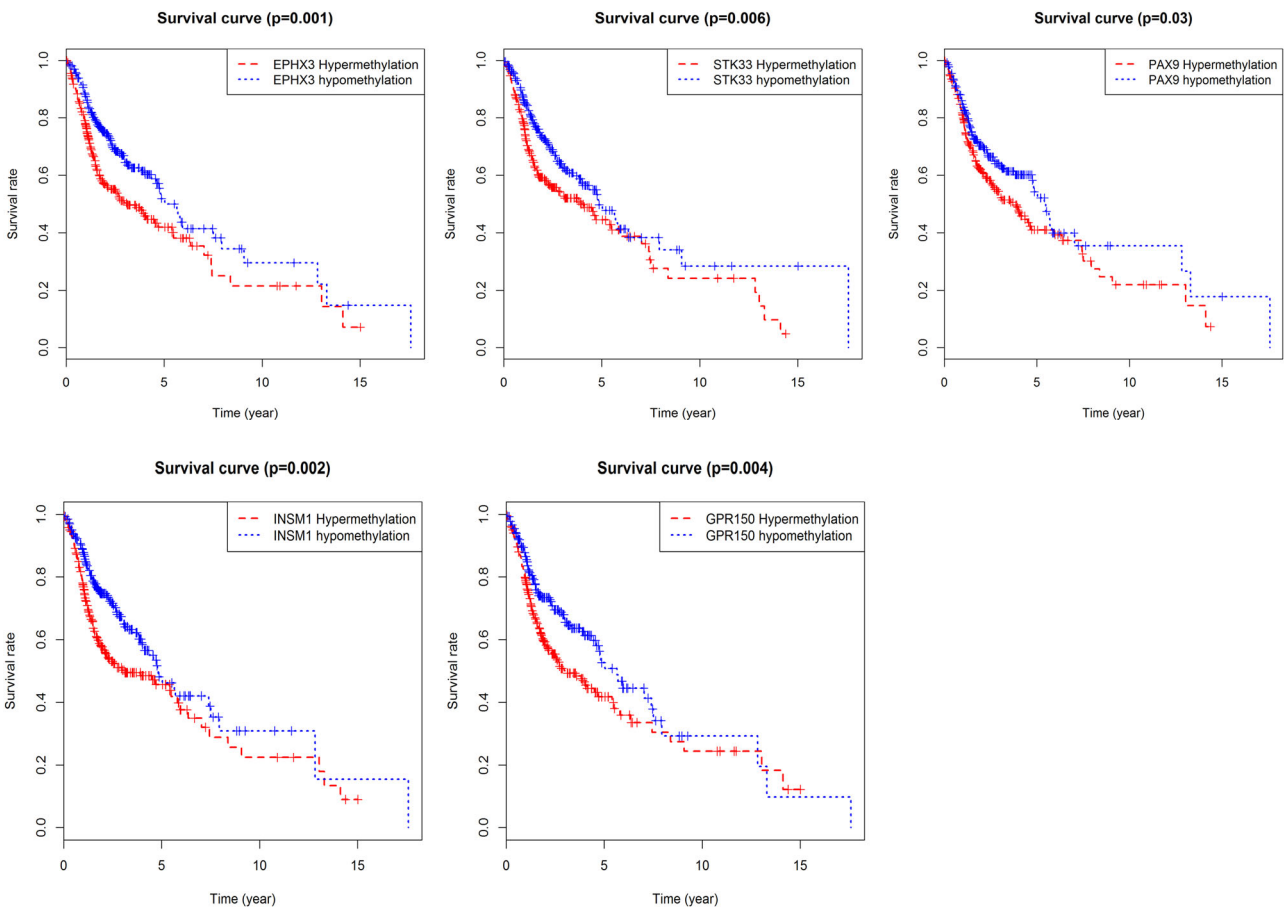 Survival curve (p=0.001)
EPHX3 Hypermethylation
EPHX3 hypomethylation
Survival rate
1.0
0.8
0.6
0.4
0.2
0.0
0 5 10 15
Time (year)
Survival curve (p=0.006)
STK33 Hypermethylation
STK33 hypomethylation
Survival rate
1.0
0.8
0.6
0.4
0.2
0.0
0 5 10 15
Time (year)
Survival curve (p=0.03)
PAX9 Hypermethylation
PAX9 hypomethylation
Survival rate
1.0
0.8
0.6
0.4
0.2
0.0
0 5 10 15
Time (year)
Survival curve (p=0.002)
INSM1 Hypermethylation
INSM1 hypomethylation
Survival rate
1.0
0.8
0.6
0.4
0.2
0.0
0 5 10 15
Time (year)
Survival curve (p=0.004)
GPR150 Hypermethylation
GPR150 hypomethylation
Survival rate
1.0
0.8
0.6
0.4
0.2
0.0
0 5 10 15
Time (year)